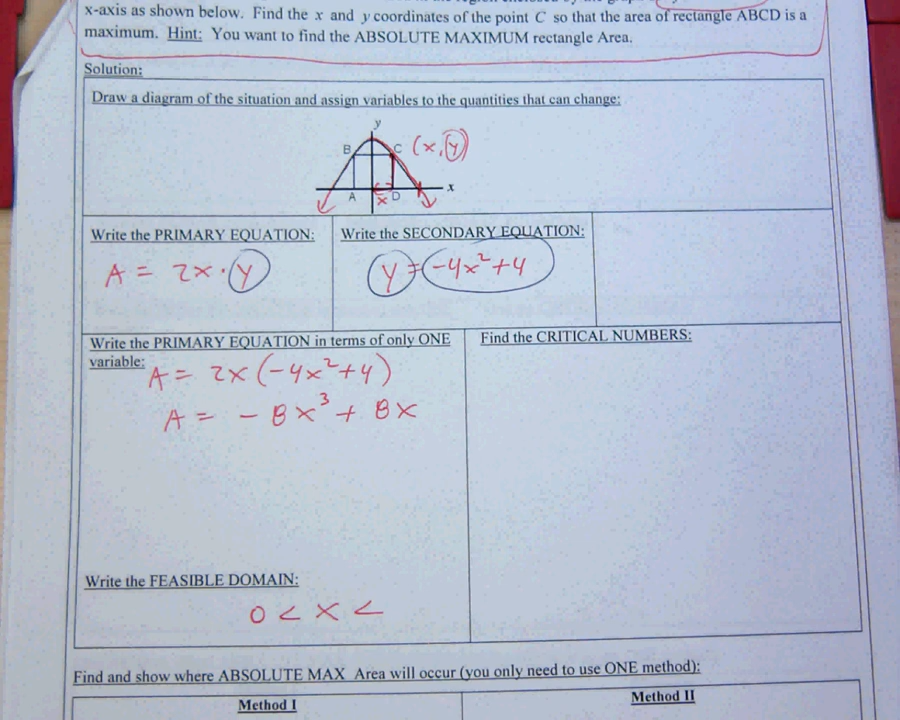 x-axis as shown below. Find the x and y coordinates of the point C so that the area of rectangle ABCD is a
maximum. Hint: You want to find the ABSOLUTE MAXIMUM rectangle Area.
Solution:
Draw a diagram of the situation and assign variables to the quantities that can change:
y
B C (x, y)
A x D x
Write the PRIMARY EQUATION: Write the SECONDARY EQUATION:
A = 2x · y y = -4x² + 4
Write the PRIMARY EQUATION in terms of only ONE Find the CRITICAL NUMBERS:
variable: A = 2x (-4x² + 4)
A = - 8x³ + 8x
Write the FEASIBLE DOMAIN:
0 < x <
Find and show where ABSOLUTE MAX Area will occur (you only need to use ONE method):
Method I Method II